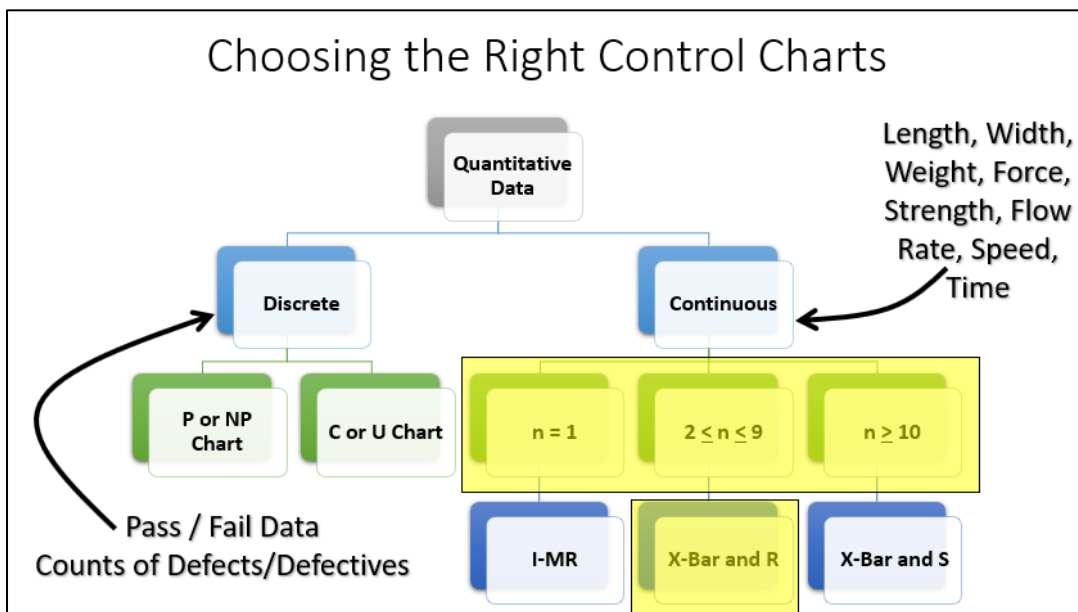 Choosing the Right Control Charts
Quantitative
Data
Length, Width,
Weight, Force,
Strength, Flow
Rate, Speed,
Time
Discrete
Continuous
P or NP
Chart
C or U Chart
n = 1
2 ≤ n ≤ 9
n ≥ 10
Pass / Fail Data
Counts of Defects/Defectives
I-MR
X-Bar and R
X-Bar and S